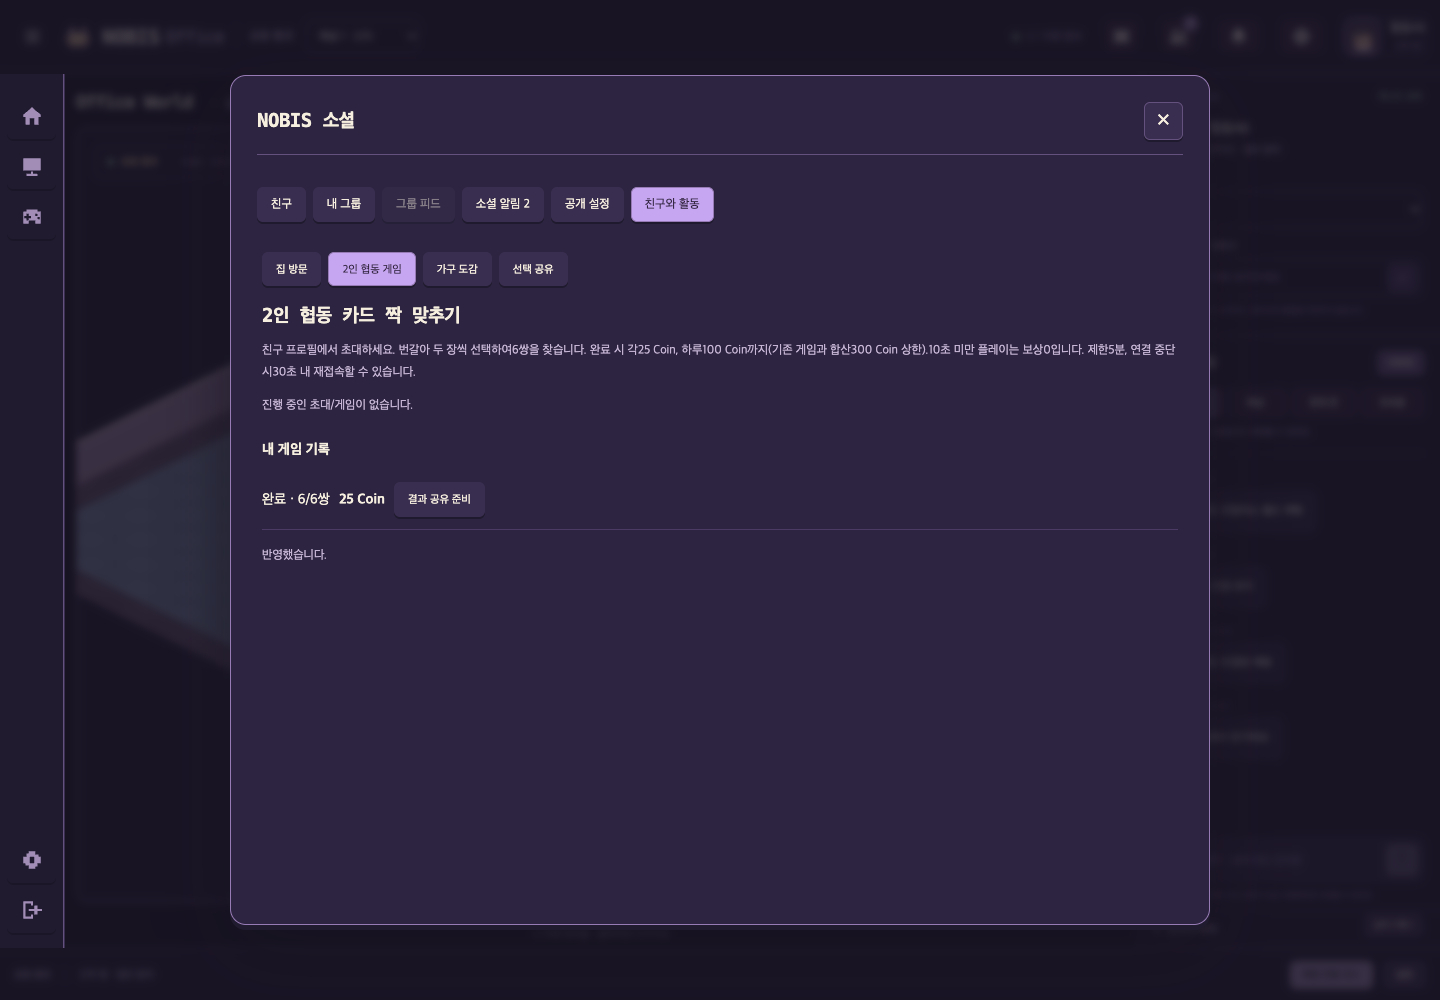 NOBIS Office
Office World
NOBIS 소셜
친구 내 그룹 그룹 피드 소셜 알림 2 공개 설정 친구와 활동
집 방문 2인 협동 게임 가구 도감 선택 공유
2인 협동 카드 짝 맞추기
친구 프로필에서 초대하세요. 번갈아 두 장씩 선택하여6쌍을 찾습니다. 완료 시 각25 Coin, 하루100 Coin까지(기존 게임과 합산300 Coin 상한).10초 미만 플레이는 보상0입니다. 제한5분, 연결 중단
시30초 내 재접속할 수 있습니다.
진행 중인 초대/게임이 없습니다.
내 게임 기록
완료 · 6/6쌍 25 Coin 결과 공유 준비
반영했습니다.